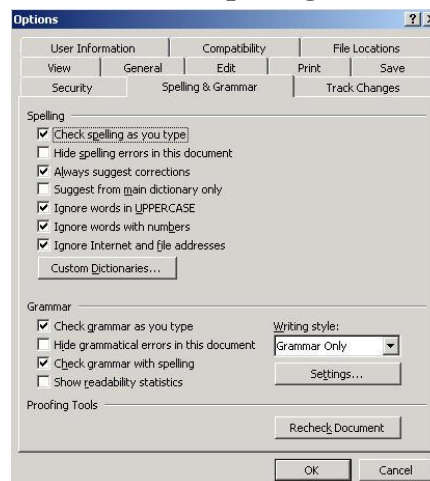 Options
User Information Compatibility File Locations
View General Edit Print Save
Security Spelling & Grammar Track Changes
Spelling
Check spelling as you type
Hide spelling errors in this document
Always suggest corrections
Suggest from main dictionary only
Ignore words in UPPERCASE
Ignore words with numbers
Ignore Internet and file addresses
Custom Dictionaries...
Grammar
Check grammar as you type Writing style:
Hide grammatical errors in this document Grammar Only
Check grammar with spelling
Settings...
Show readability statistics
Proofing Tools
Recheck Document
OK Cancel